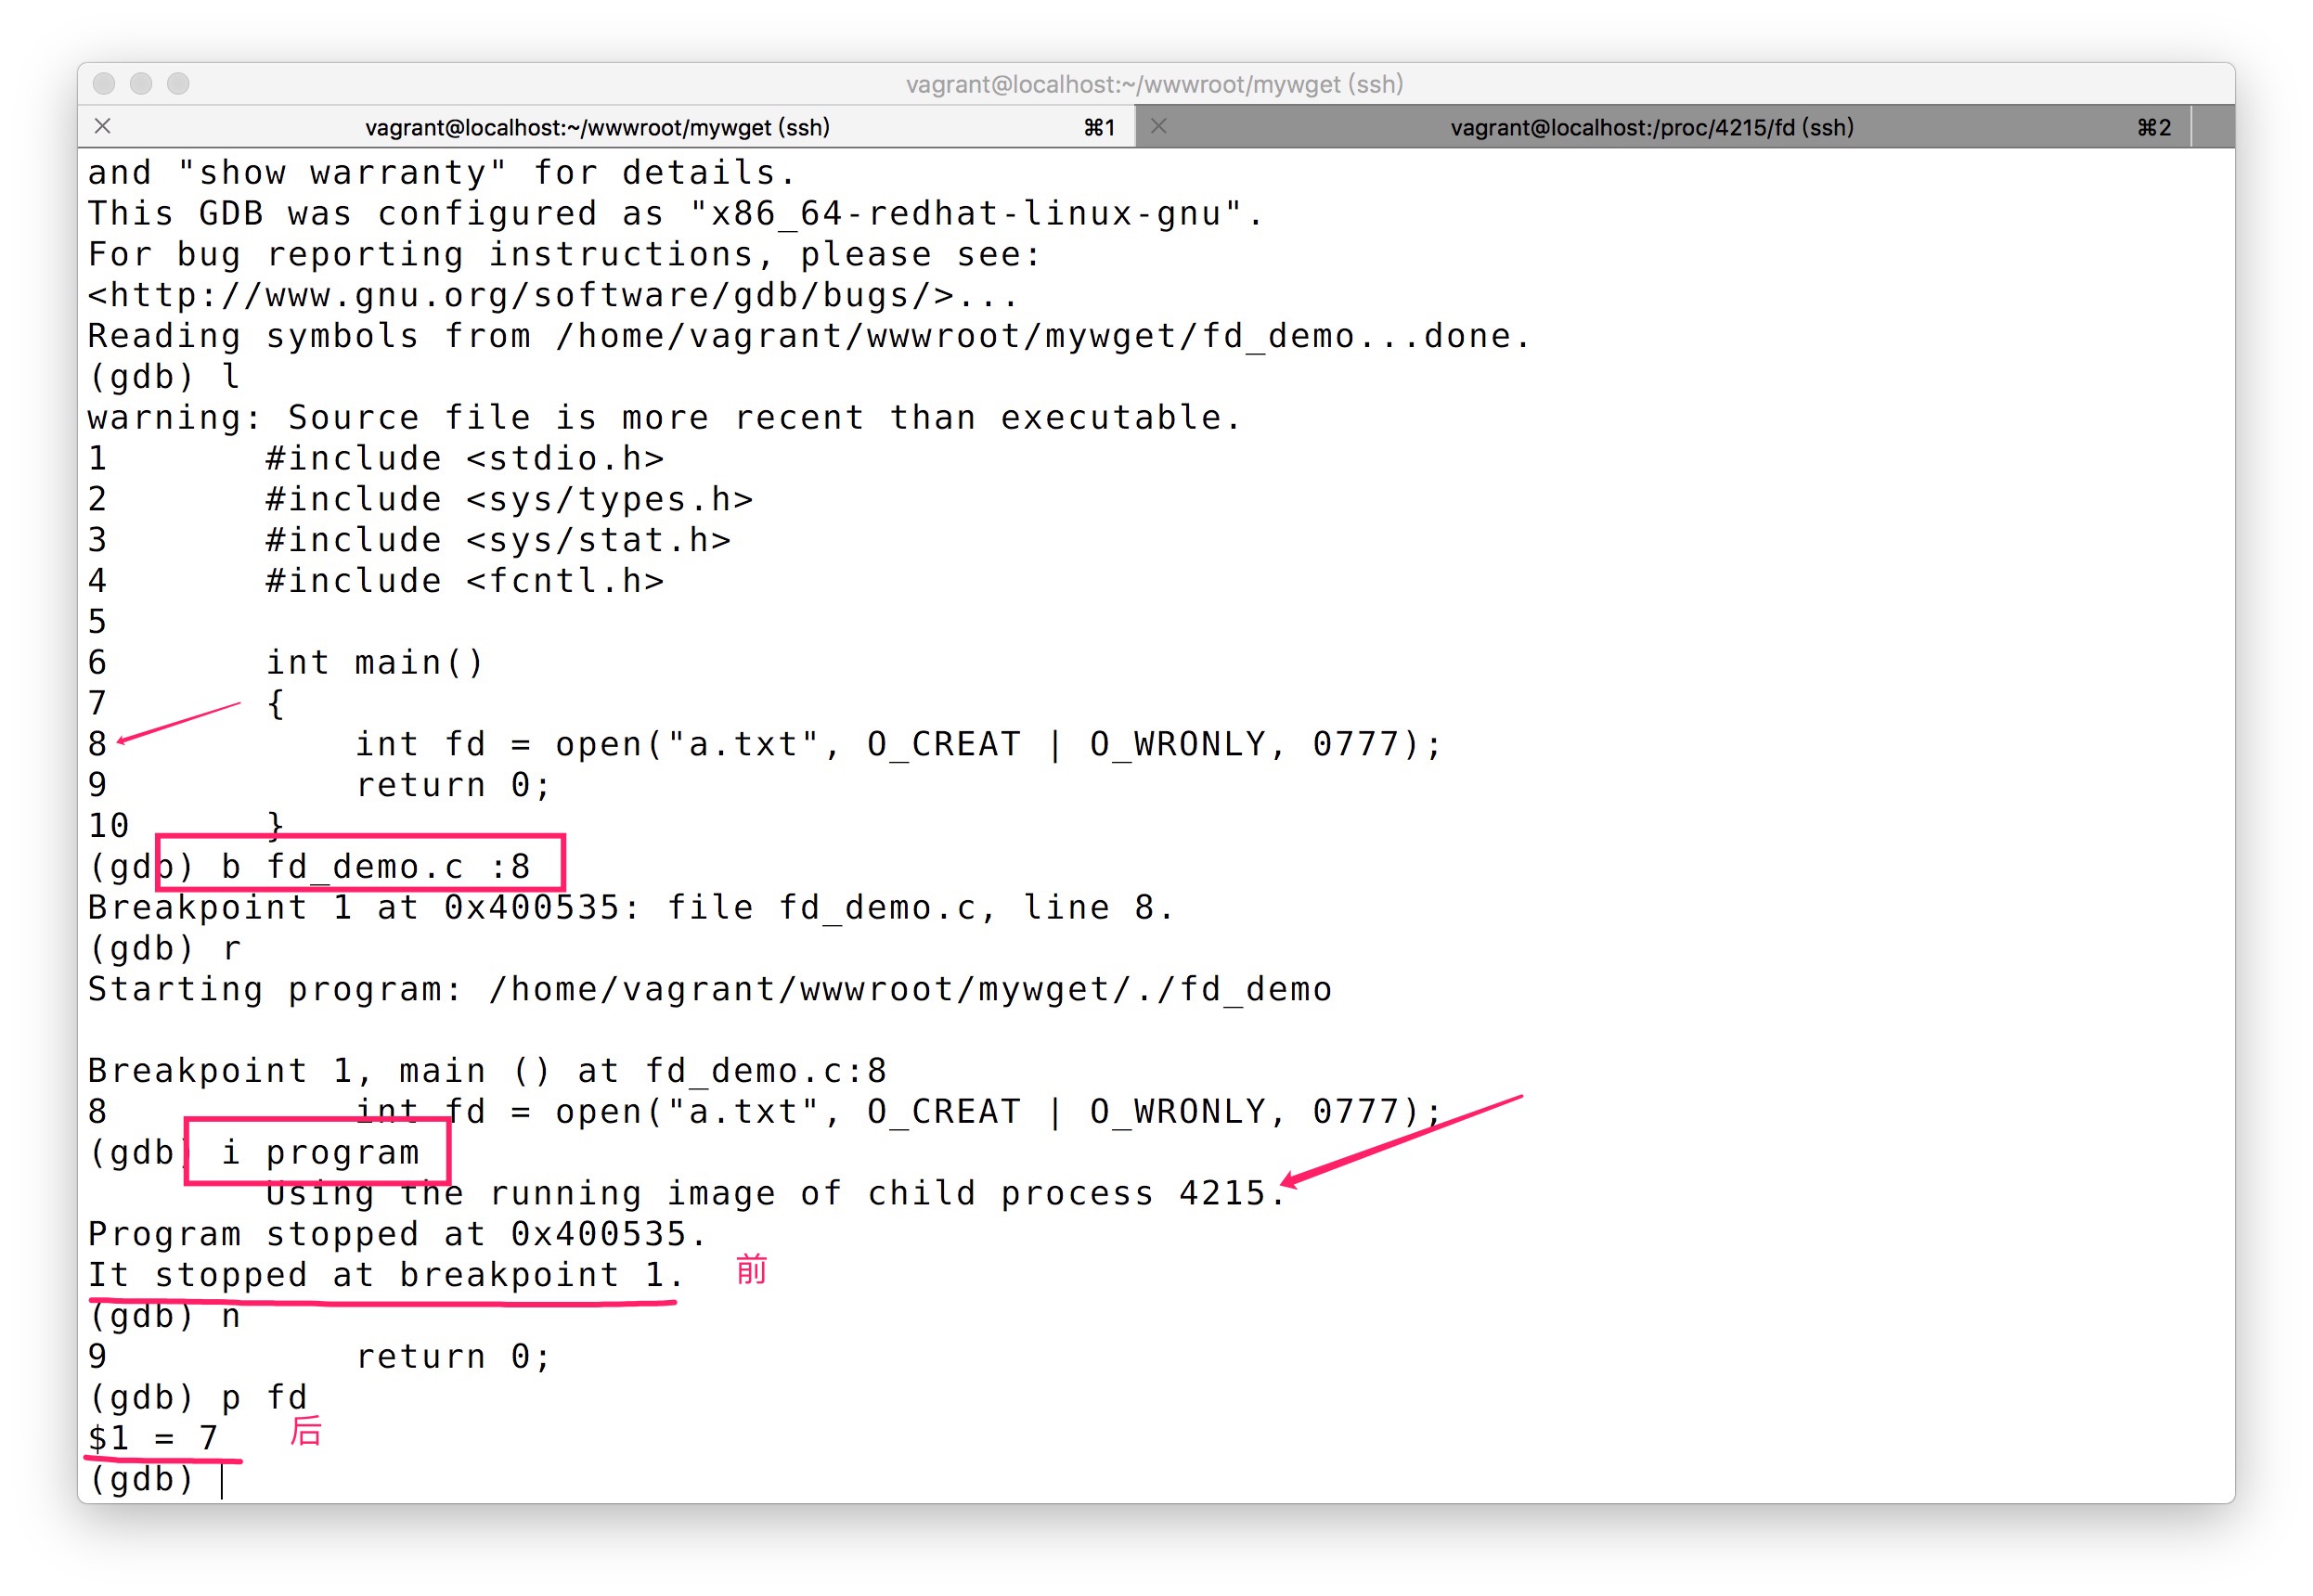 vagrant@localhost:~/wwwroot/mywget (ssh)
vagrant@localhost:~/wwwroot/mywget (ssh) ⌘1 vagrant@localhost:/proc/4215/fd (ssh) ⌘2
and "show warranty" for details.
This GDB was configured as "x86_64-redhat-linux-gnu".
For bug reporting instructions, please see:
<http://www.gnu.org/software/gdb/bugs/>...
Reading symbols from /home/vagrant/wwwroot/mywget/fd_demo...done.
(gdb) l
warning: Source file is more recent than executable.
1 #include <stdio.h>
2 #include <sys/types.h>
3 #include <sys/stat.h>
4 #include <fcntl.h>
5
6 int main()
7 {
8 int fd = open("a.txt", O_CREAT | O_WRONLY, 0777);
9 return 0;
10 }
(gdb) b fd_demo.c :8
Breakpoint 1 at 0x400535: file fd_demo.c, line 8.
(gdb) r
Starting program: /home/vagrant/wwwroot/mywget/./fd_demo
Breakpoint 1, main () at fd_demo.c:8
8 int fd = open("a.txt", O_CREAT | O_WRONLY, 0777);
(gdb) i program
Using the running image of child process 4215.
Program stopped at 0x400535.
It stopped at breakpoint 1. 前
(gdb) n
9 return 0;
(gdb) p fd
$1 = 7 后
(gdb)